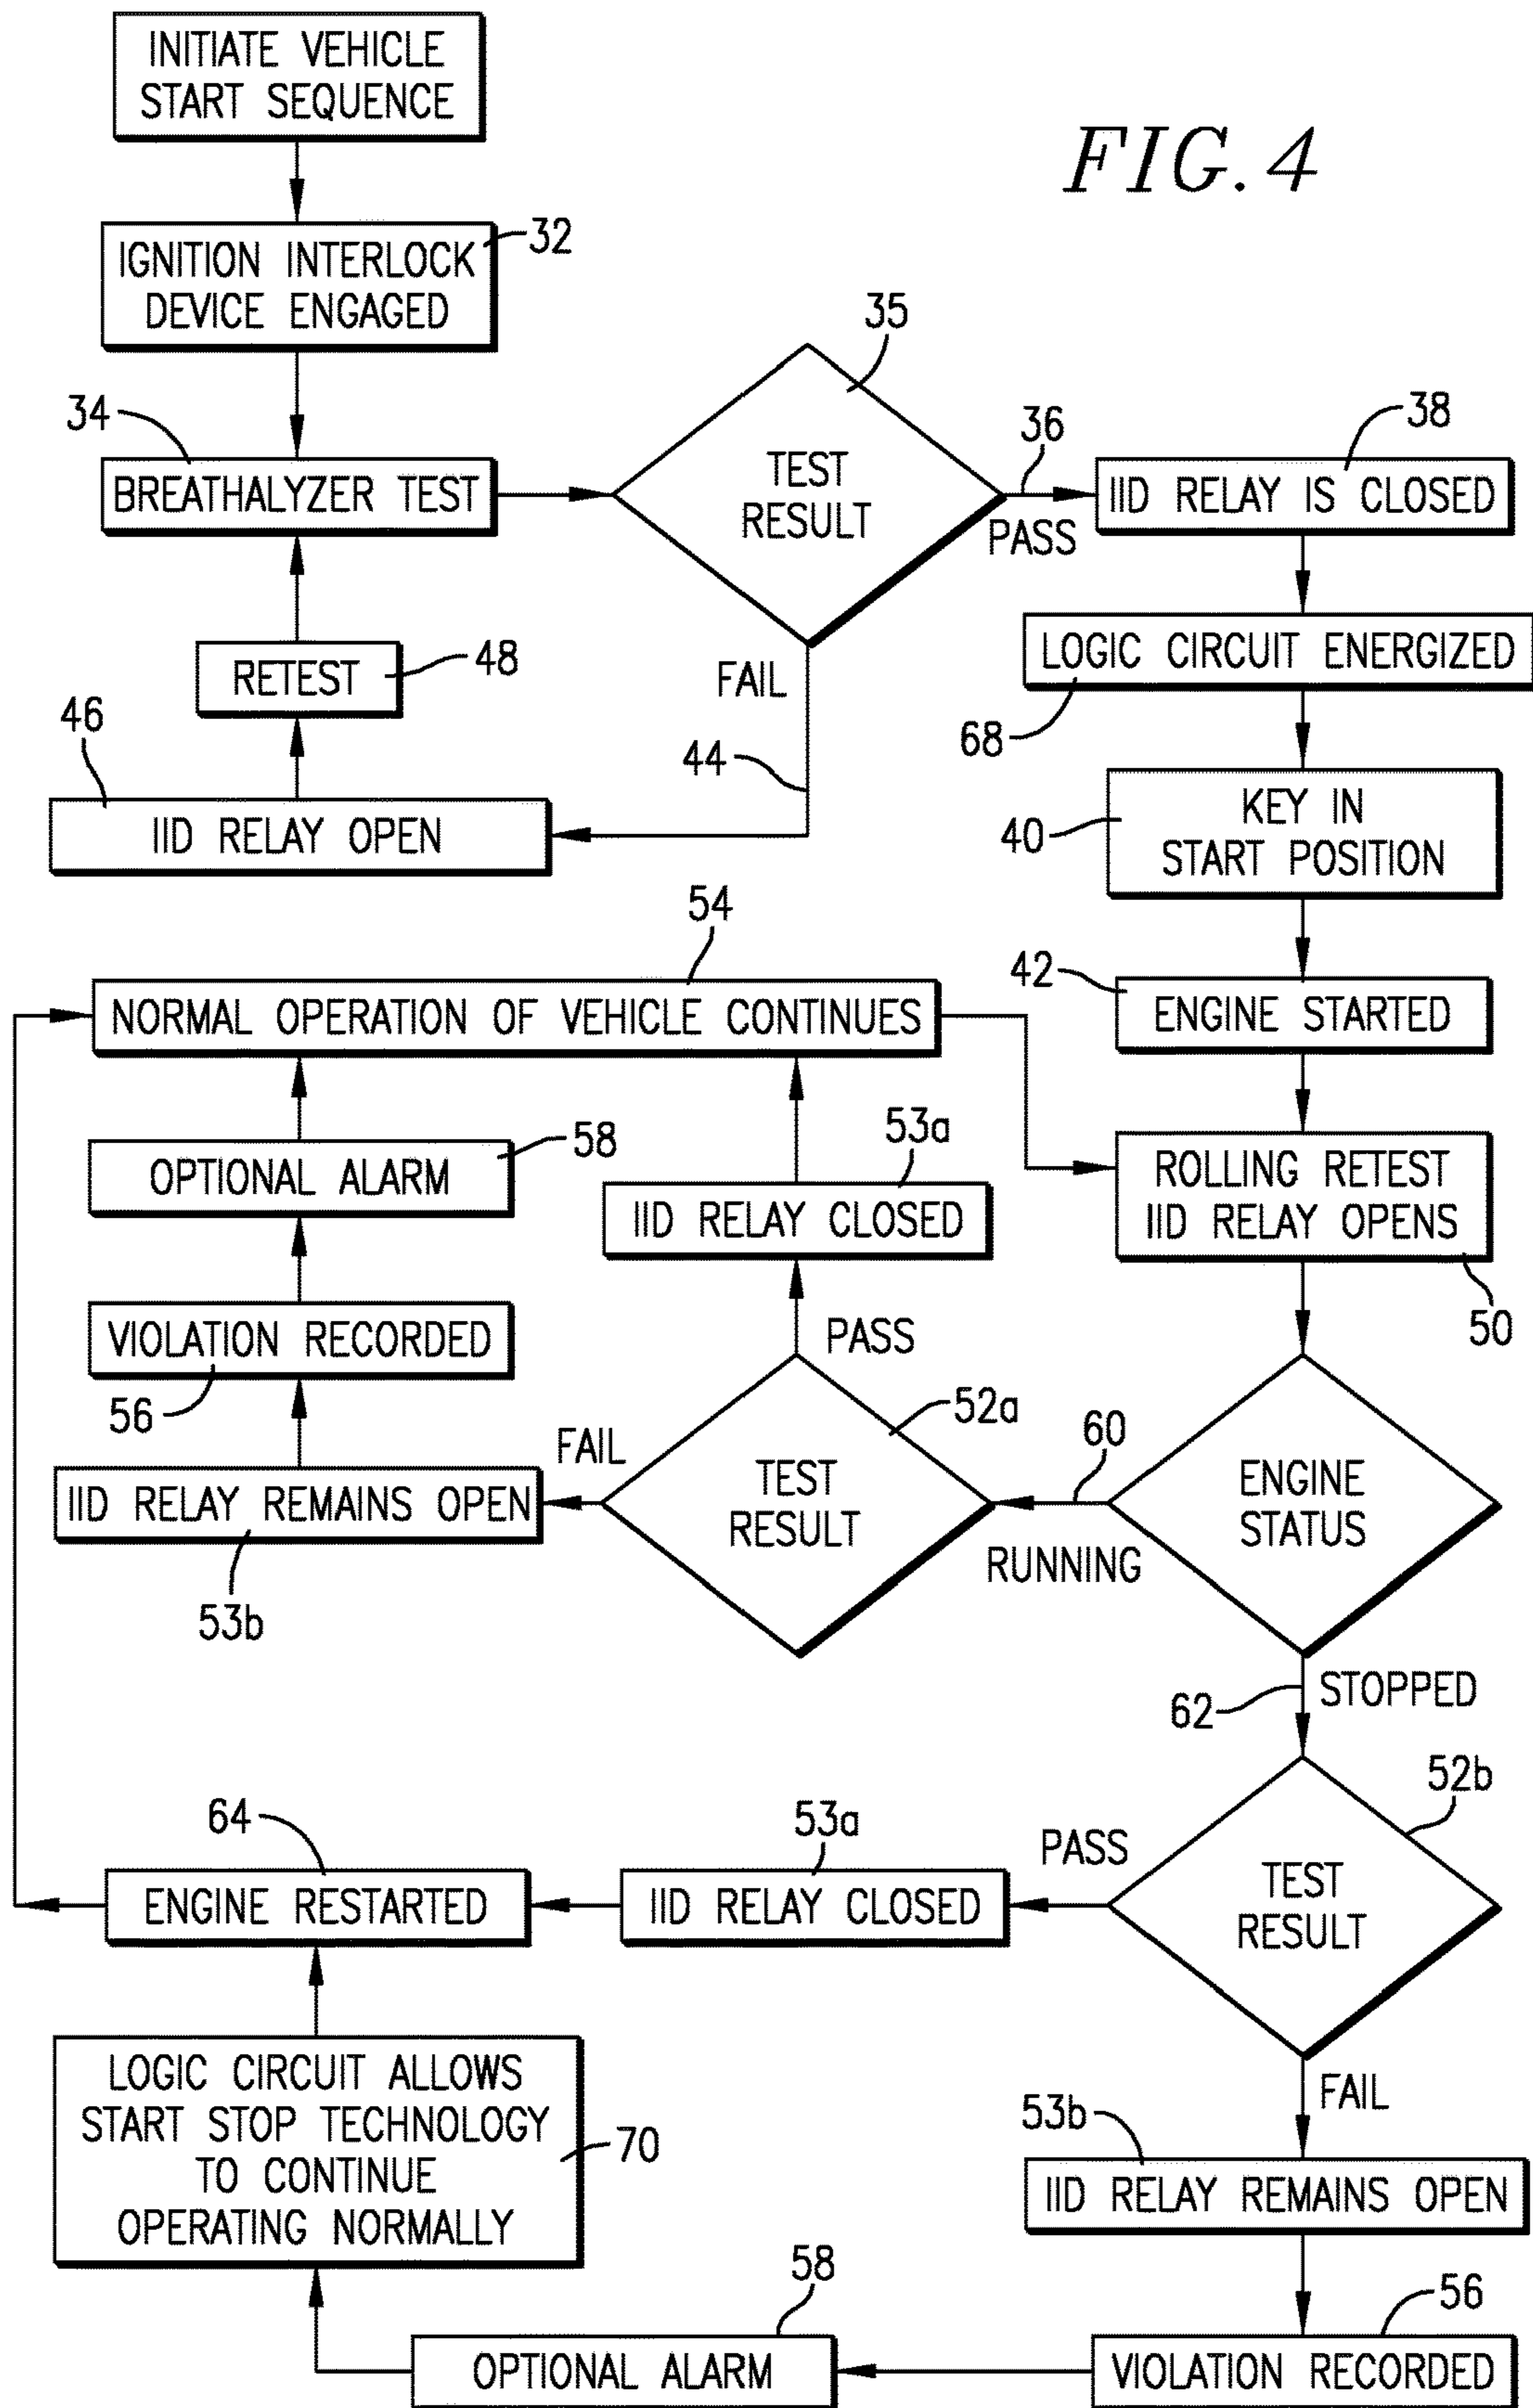 INITIATE VEHICLE
START SEQUENCE
FIG. 4
IGNITION INTERLOCK
DEVICE ENGAGED
32
35
34
BREATHALYZER TEST
TEST
RESULT
36
PASS
38
IID RELAY IS CLOSED
RETEST
48
FAIL
44
LOGIC CIRCUIT ENERGIZED
68
46
IID RELAY OPEN
40
KEY IN
START POSITION
54
NORMAL OPERATION OF VEHICLE CONTINUES
42
ENGINE STARTED
OPTIONAL ALARM
58
53a
IID RELAY CLOSED
ROLLING RETEST
IID RELAY OPENS
50
VIOLATION RECORDED
56
PASS
52a
FAIL
IID RELAY REMAINS OPEN
53b
TEST
RESULT
60
RUNNING
ENGINE
STATUS
62
STOPPED
52b
64
ENGINE RESTARTED
53a
IID RELAY CLOSED
PASS
TEST
RESULT
FAIL
LOGIC CIRCUIT ALLOWS
START STOP TECHNOLOGY
TO CONTINUE
OPERATING NORMALLY
70
53b
IID RELAY REMAINS OPEN
58
OPTIONAL ALARM
56
VIOLATION RECORDED